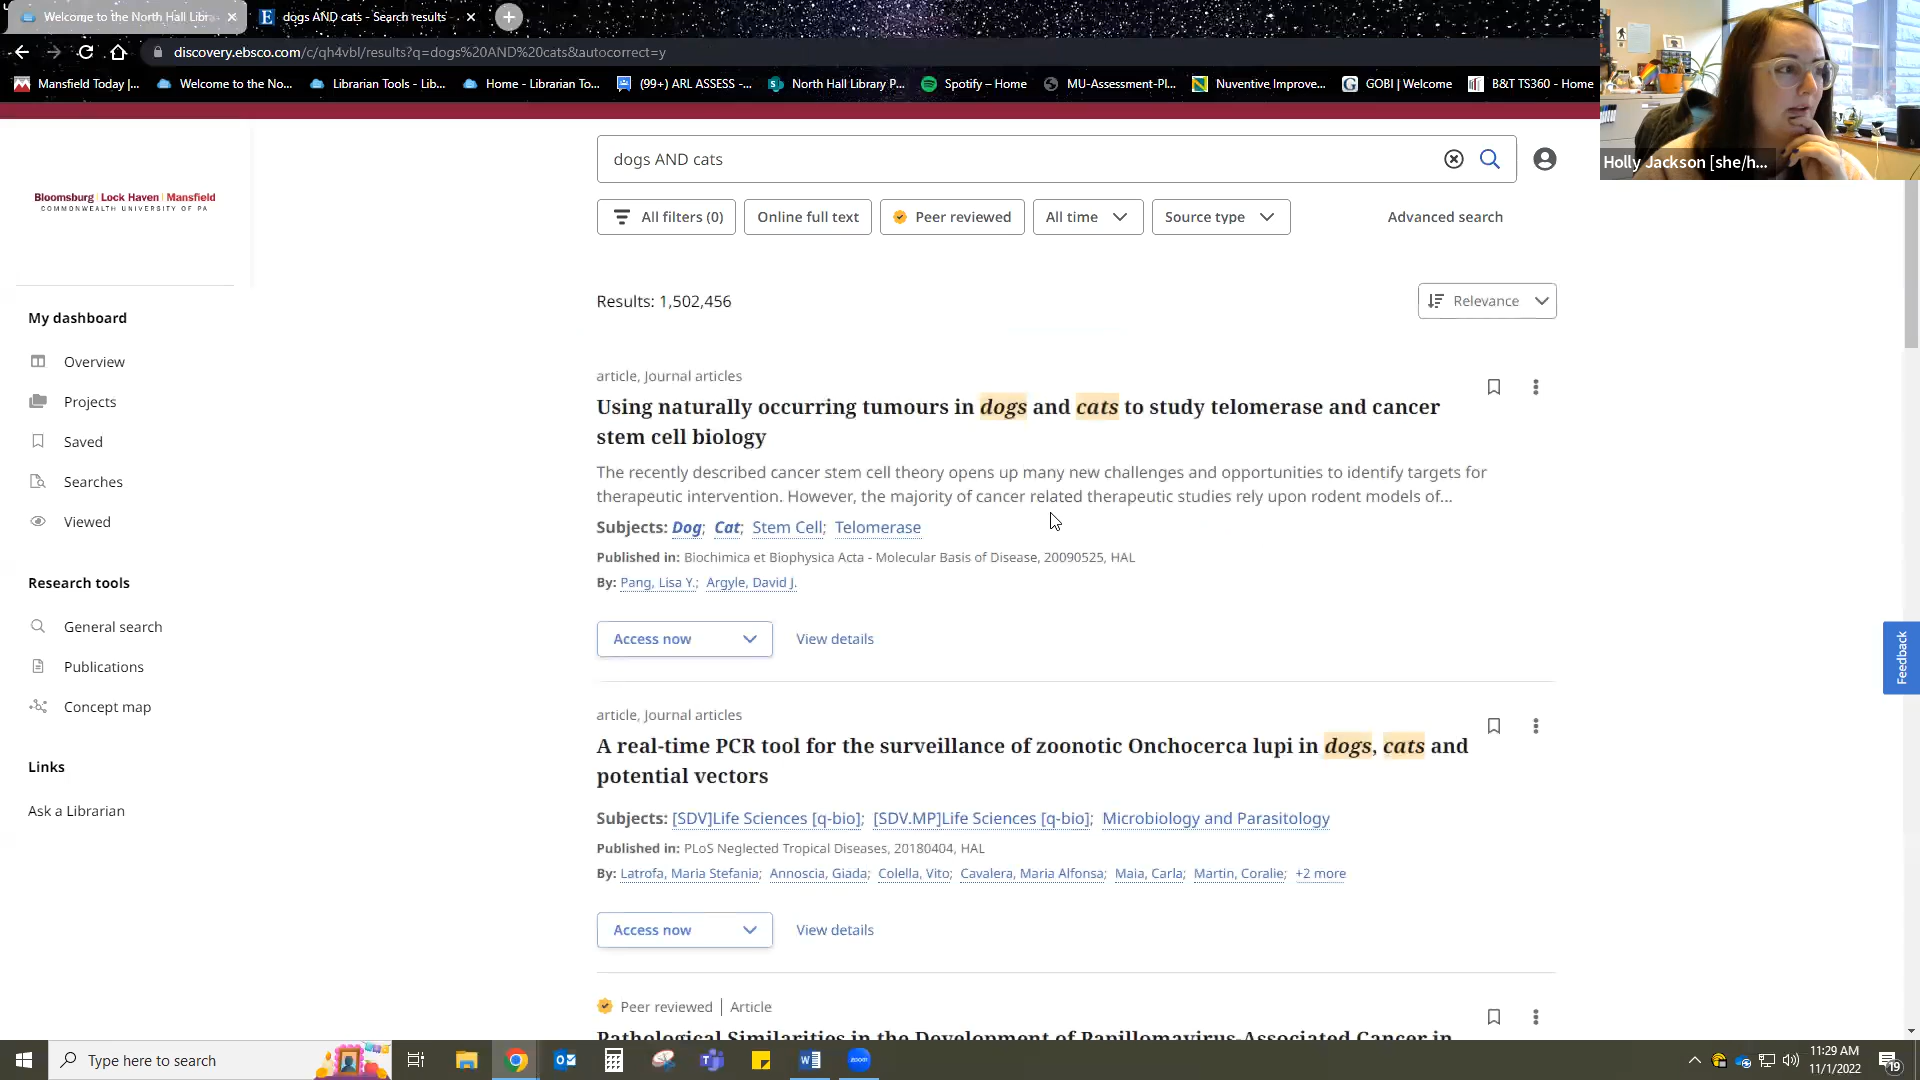 Welcome to the North Hall Libr
dogs AND cats - Search results
discovery.ebsco.com/c/qh4vbl/results?q=dogs%20AND%20cats&autocorrect=y
Mansfield Today |...
Welcome to the No...
Librarian Tools - Lib...
Home - Librarian To...
(99+) ARL ASSESS -...
North Hall Library P...
Spotify – Home
MU-Assessment-Pl...
Nuventive Improve...
GOBI | Welcome
B&T TS360 - Home
Holly Jackson [she/h...
dogs AND cats
Bloomsburg | Lock Haven | Mansfield
COMMONWEALTH UNIVERSITY OF PA
All filters (0)
Online full text
Peer reviewed
All time
Source type
Advanced search
Results: 1,502,456
Relevance
My dashboard
Overview
Projects
Saved
Searches
Viewed
Research tools
General search
Publications
Concept map
Links
Ask a Librarian
article, Journal articles
Using naturally occurring tumours in dogs and cats to study telomerase and cancer
stem cell biology
The recently described cancer stem cell theory opens up many new challenges and opportunities to identify targets for
therapeutic intervention. However, the majority of cancer related therapeutic studies rely upon rodent models of...
Subjects: Dog; Cat; Stem Cell; Telomerase
Published in: Biochimica et Biophysica Acta - Molecular Basis of Disease, 20090525, HAL
By: Pang, Lisa Y.; Argyle, David J.
Access now
View details
article, Journal articles
A real-time PCR tool for the surveillance of zoonotic Onchocerca lupi in dogs, cats and
potential vectors
Subjects: [SDV]Life Sciences [q-bio]; [SDV.MP]Life Sciences [q-bio]; Microbiology and Parasitology
Published in: PLoS Neglected Tropical Diseases, 20180404, HAL
By: Latrofa, Maria Stefania; Annoscia, Giada; Colella, Vito; Cavalera, Maria Alfonsa; Maia, Carla; Martin, Coralie; +2 more
Access now
View details
Peer reviewed | Article
Pathological Similarities in the Development of Papillomavirus-Associated Cancer in
Feedback
Type here to search
11:29 AM
11/1/2022
19